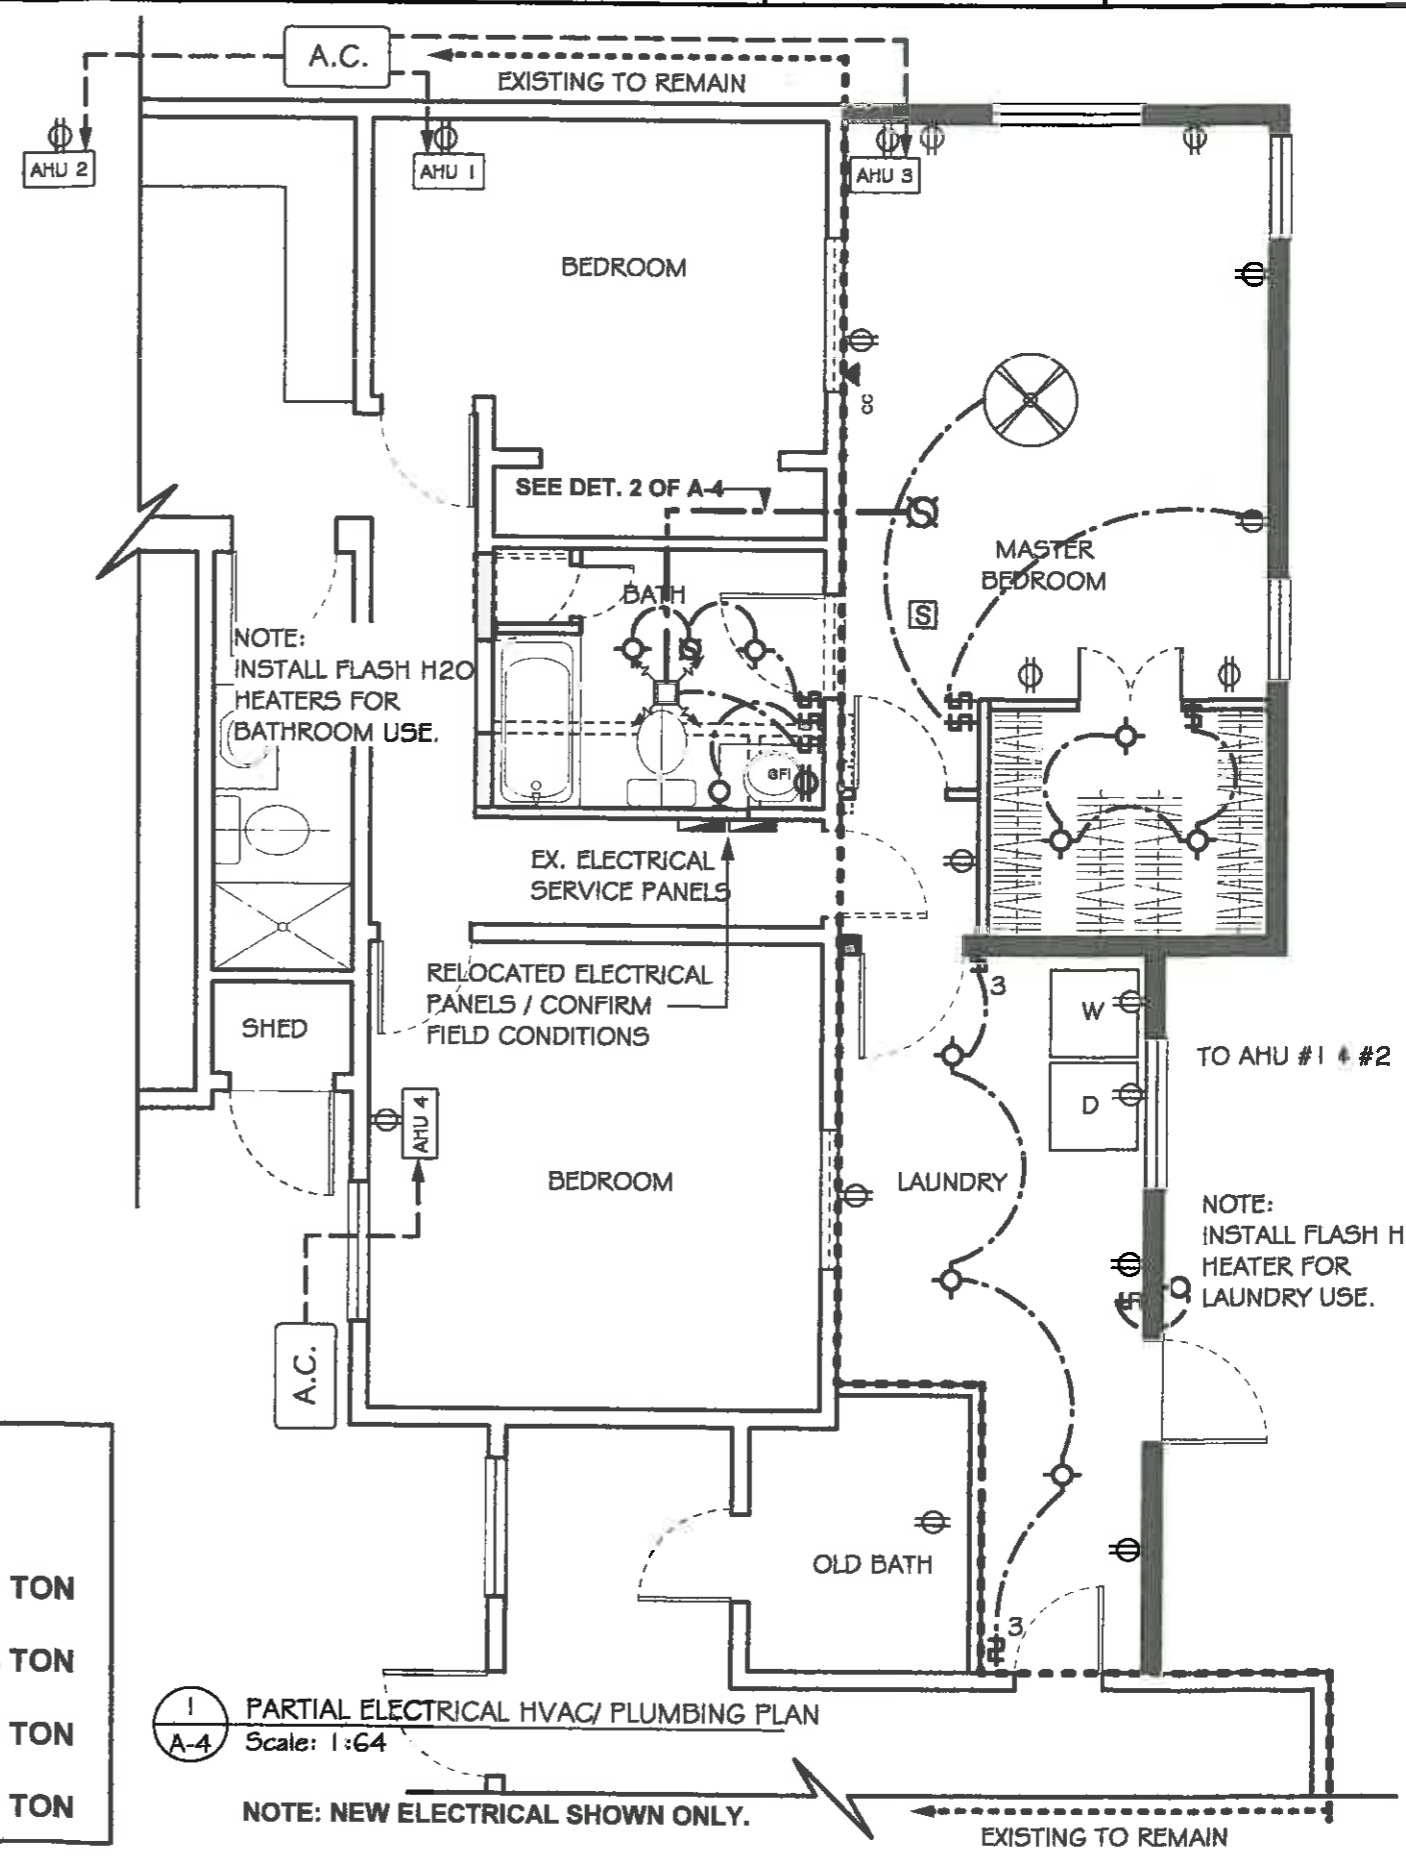 A.C.
EXISTING TO REMAIN
AHU 2
AHU 1
AHU 3
BEDROOM
CC
SEE DET. 2 OF A-4
MASTER
BEDROOM
BATH
S
NOTE:
INSTALL FLASH H2O
HEATERS FOR
BATHROOM USE.
GFI
EX. ELECTRICAL
SERVICE PANELS
RELOCATED ELECTRICAL
PANELS / CONFIRM
FIELD CONDITIONS
3
W
SHED
TO AHU #1 & #2
D
AHU 4
BEDROOM
LAUNDRY
NOTE:
INSTALL FLASH H
HEATER FOR
LAUNDRY USE.
A.C.
OLD BATH
TON
TON
TON
TON
3
1
A-4
PARTIAL ELECTRICAL HVAC/ PLUMBING PLAN
Scale: 1:64
NOTE: NEW ELECTRICAL SHOWN ONLY.
EXISTING TO REMAIN